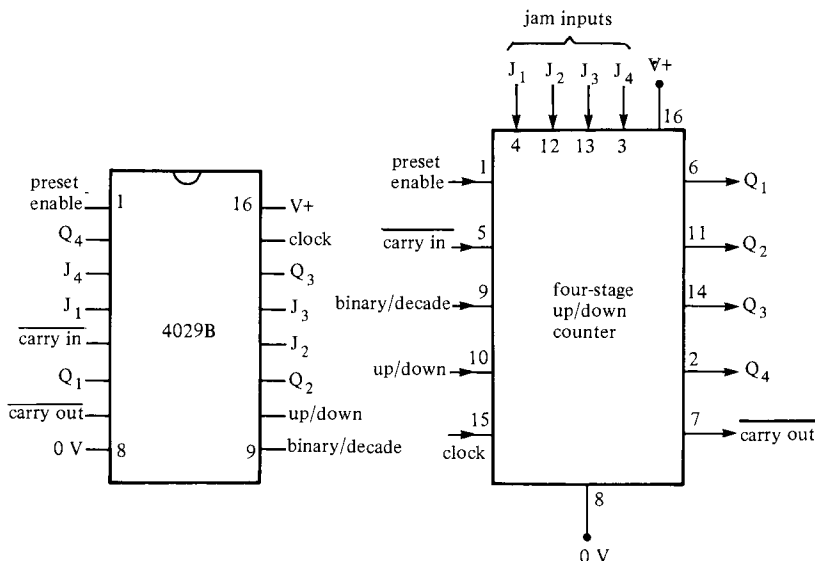 jam inputs
J1 J2 J3 J4 V+
16
4 12 13 3
preset
enable 1 16 V+
Q4 clock
J4 Q3
J1 J3
carry in 4029B J2
Q1 Q2
carry out up/down
0 V 8 9 binary/decade
preset
enable 1 6 Q1
carry in 5 11 Q2
binary/decade 9 14 Q3
four-stage
up/down
counter
up/down 10 2 Q4
clock 15 7 carry out
8
0 V